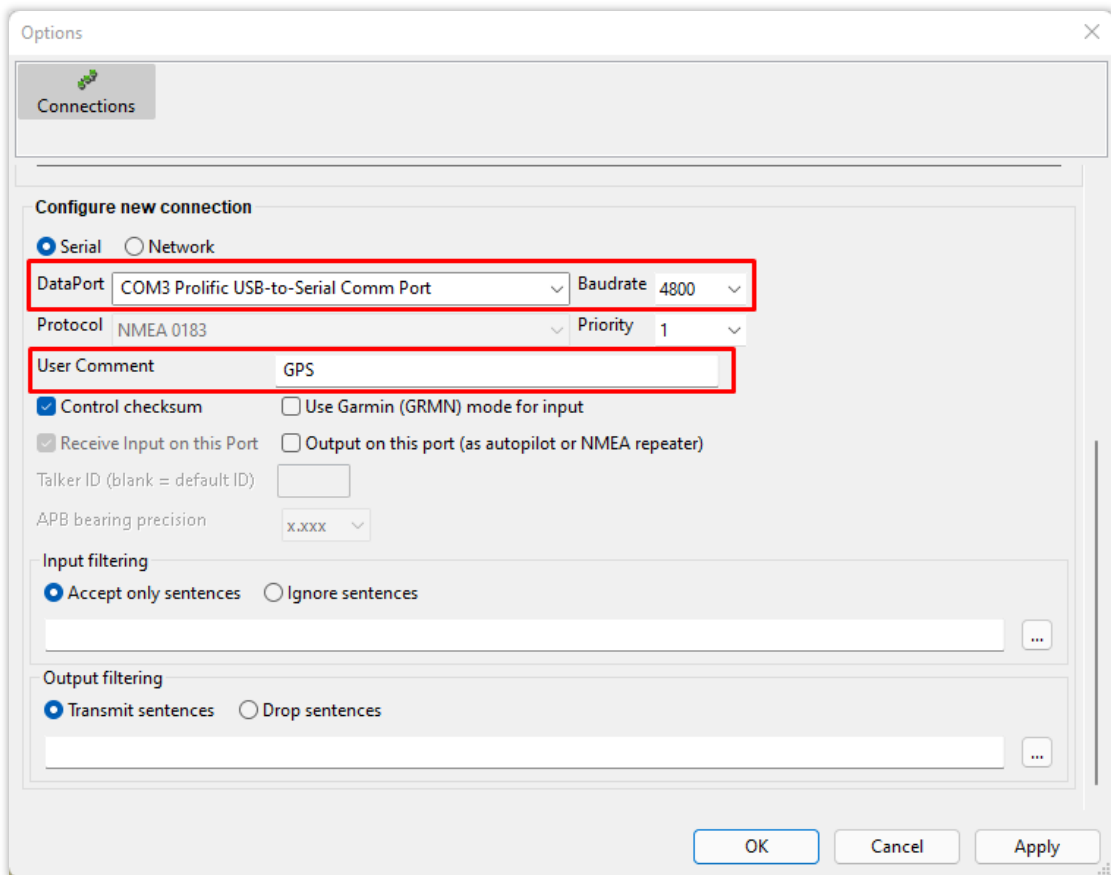 Options
Connections
Configure new connection
Serial Network
DataPort COM3 Prolific USB-to-Serial Comm Port Baudrate 4800
Protocol NMEA 0183 Priority 1
User Comment GPS
Control checksum Use Garmin (GRMN) mode for input
Receive Input on this Port Output on this port (as autopilot or NMEA repeater)
Talker ID (blank = default ID)
APB bearing precision x.xxx
Input filtering
Accept only sentences Ignore sentences
...
Output filtering
Transmit sentences Drop sentences
...
OK Cancel Apply